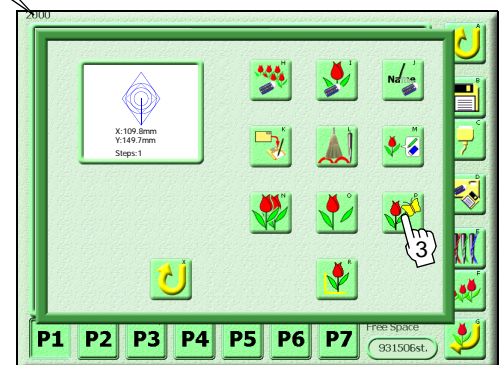 2000
A
H
I
J
Name
B
X:109.8mm
Y:149.7mm
Steps:1
K
L
M
C
D
N
O
P
3
E
X
R
F
P1 P2 P3 P4 P5 P6 P7
Free Space
931506st.
G